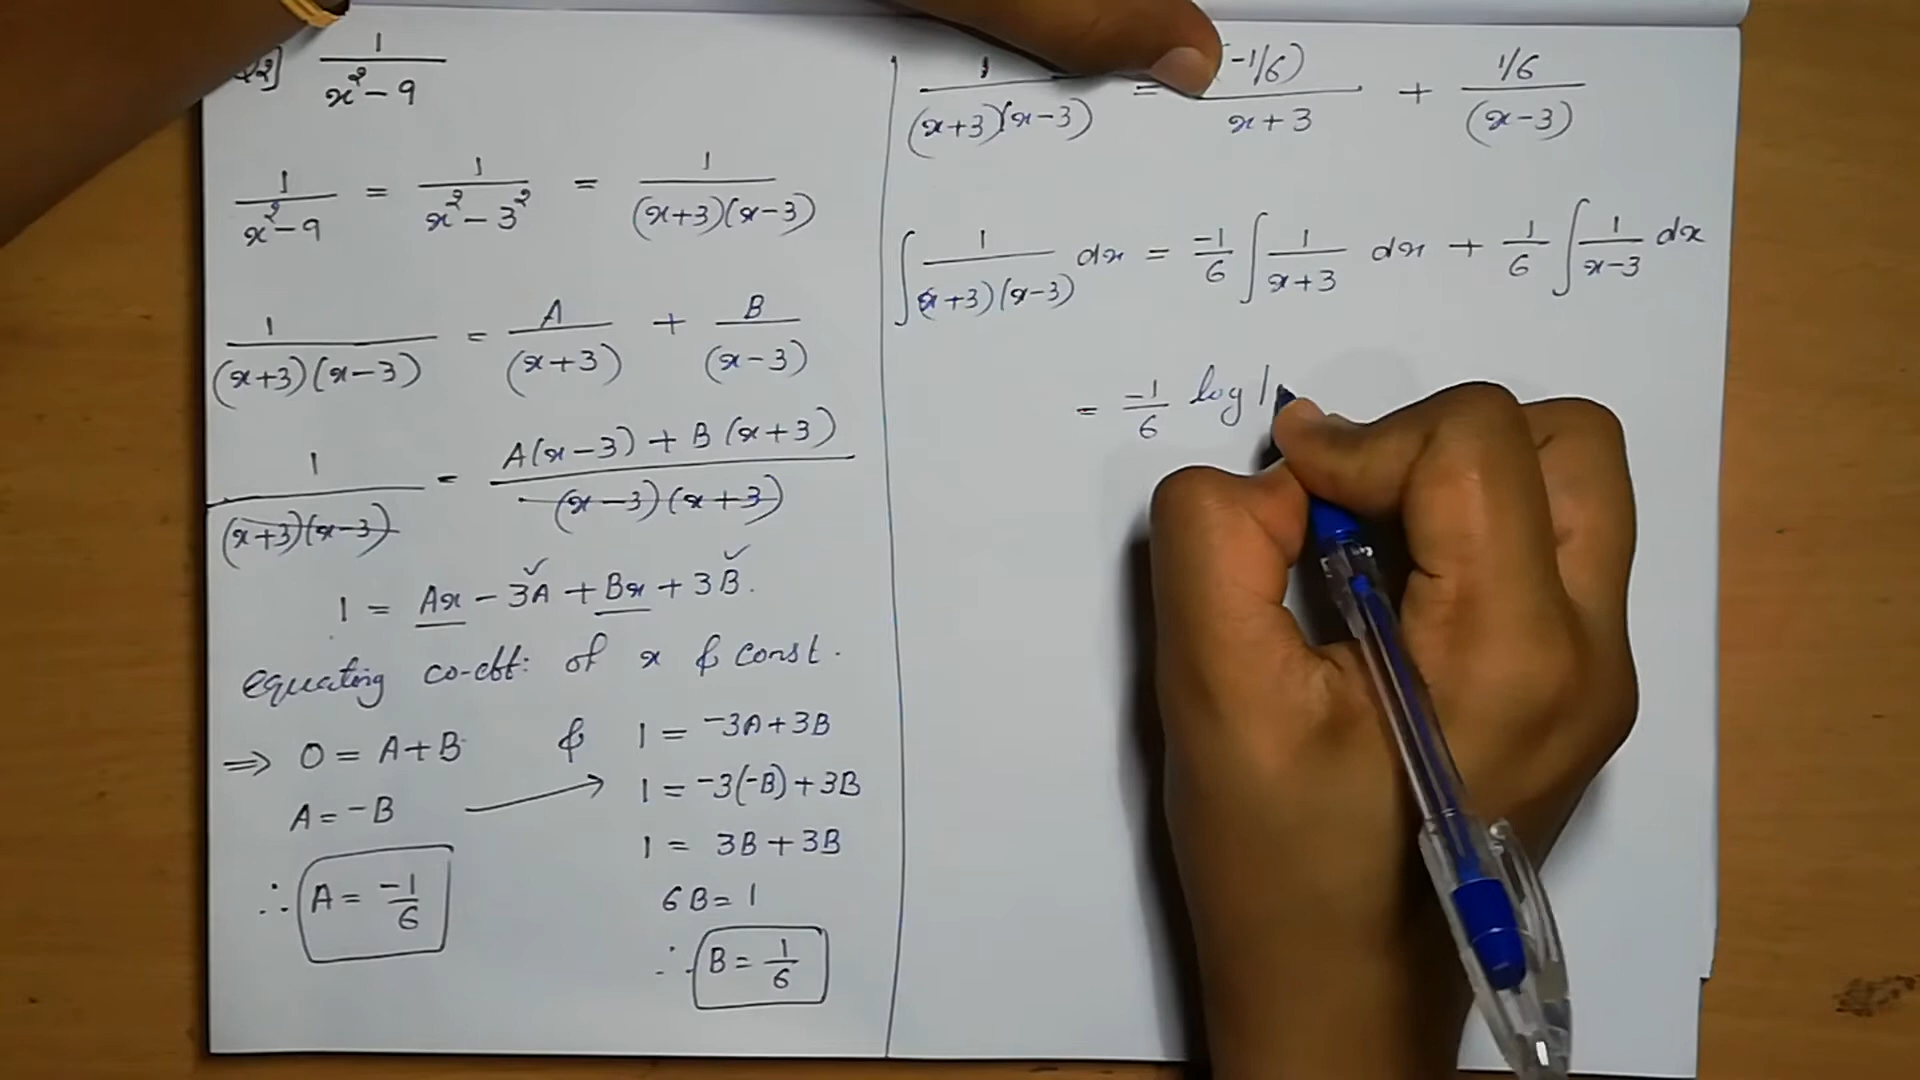 2] 1/(x² - 9)
1/(x² - 9) = 1/(x² - 3²) = 1/((x+3)(x-3))
1/((x+3)(x-3)) = A/(x+3) + B/(x-3)
1/((x+3)(x-3)) = (A(x-3) + B(x+3))/((x-3)(x+3))
1 = Ax - 3A + Bx + 3B.
equating co-eff: of x & const.
⇒ 0 = A+B & 1 = -3A+3B
A = -B → 1 = -3(-B)+3B
1 = 3B+3B
∴ A = -1/6
6B = 1
∴ B = 1/6
1/((x+3)(x-3)) = (-1/6)/(x+3) + (1/6)/(x-3)
∫ 1/((x+3)(x-3)) dx = -1/6 ∫ 1/(x+3) dx + 1/6 ∫ 1/(x-3) dx
= -1/6 log |